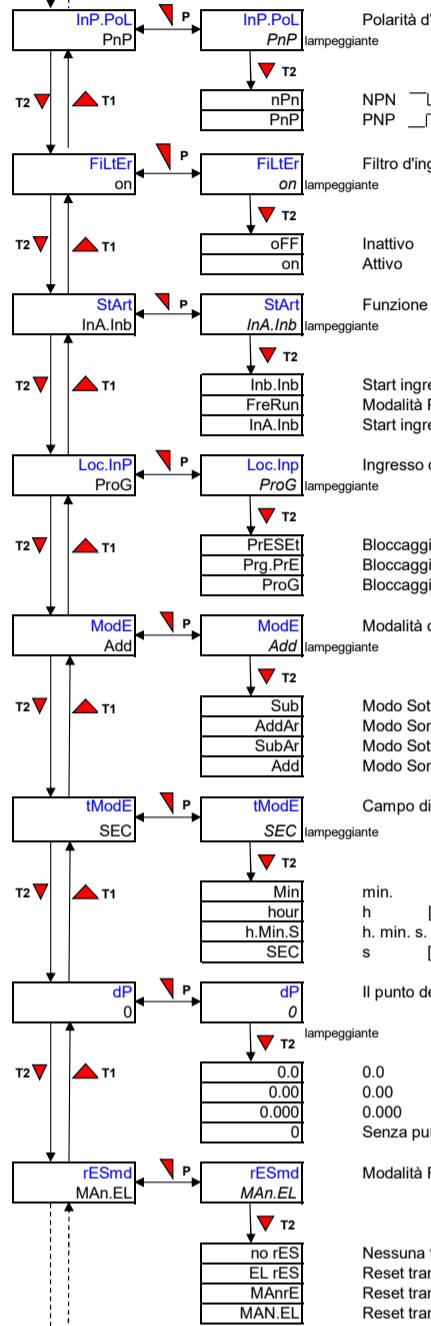 InP.PoL P InP.PoL Polarità d'
PnP PnP lampeggiante
T2
T2 T1 nPn NPN
PnP PNP
FiLtEr P FiLtEr Filtro d'ing
on on lampeggiante
T2
T2 T1 oFF Inattivo
on Attivo
StArt P StArt Funzione
InA.Inb InA.Inb lampeggiante
T2
T2 T1 Inb.Inb Start ingre
FreRun Modalità
InA.Inb Start ingre
Loc.InP P Loc.Inp Ingresso
ProG ProG lampeggiante
T2
T2 T1 PrESEt Bloccaggi
Prg.PrE Bloccaggi
ProG Bloccaggi
ModE P ModE Modalità
Add Add lampeggiante
T2
T2 T1 Sub Modo Sot
AddAr Modo Sor
SubAr Modo Sot
Add Modo Sor
tModE P tModE Campo di
SEC SEC lampeggiante
T2
T2 T1 Min min.
hour h [
h.Min.S h. min. s.
SEC s [
dP P dP Il punto de
0 0
lampeggiante
T2
T2 T1 0.0 0.0
0.00 0.00
0.000 0.000
0 Senza pun
rESmd P rESmd Modalità
MAn.EL MAn.EL lampeggiante
T2
no rES Nessuna
EL rES Reset trar
MAnrE Reset trar
MAN.EL Reset trar